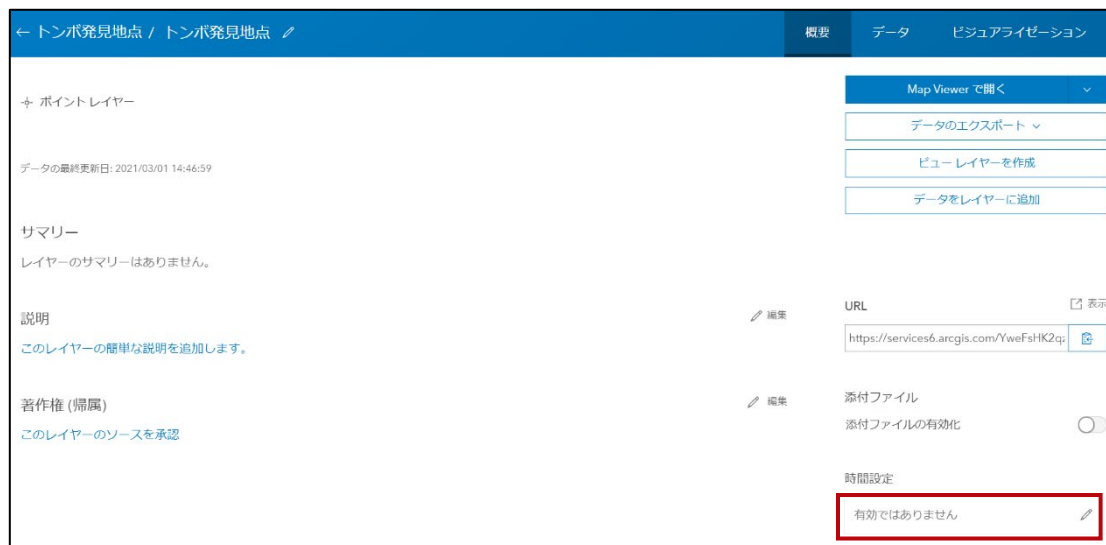 ← トンボ発見地点 / トンボ発見地点
概要 データ ビジュアライゼーション
ポイント レイヤー
データの最終更新日: 2021/03/01 14:46:59
サマリー
レイヤーのサマリーはありません。
説明
編集
このレイヤーの簡単な説明を追加します。
著作権 (帰属)
編集
このレイヤーのソースを承認
Map Viewer で開く
データのエクスポート
ビュー レイヤーを作成
データをレイヤーに追加
URL
表示
https://services6.arcgis.com/YweFsHK2q
添付ファイル
添付ファイルの有効化
時間設定
有効ではありません